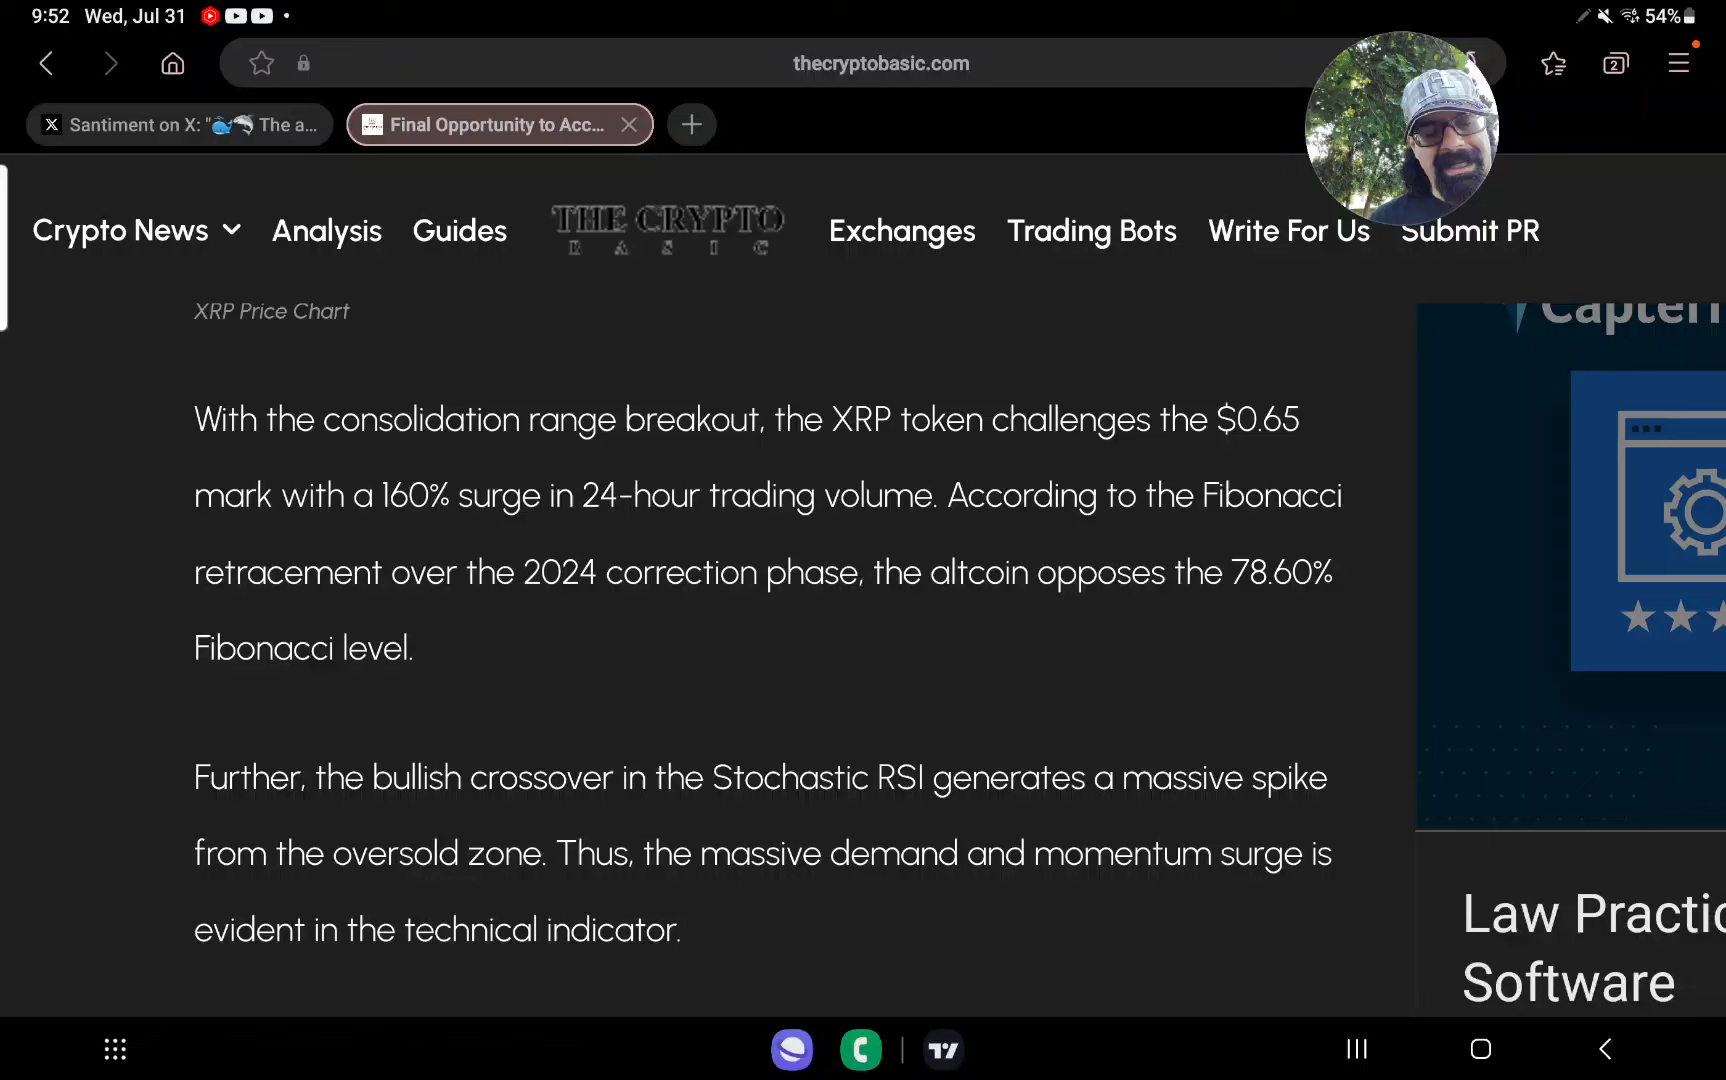 9:52 Wed, Jul 31
54%
thecryptobasic.com
2
Santiment on X: "🐳🐬 The a...
Final Opportunity to Acc...
Crypto News
Analysis
Guides
THE CRYPTO
BASIC
Exchanges
Trading Bots
Write For Us
Submit PR
XRP Price Chart
With the consolidation range breakout, the XRP token challenges the $0.65
mark with a 160% surge in 24-hour trading volume. According to the Fibonacci
retracement over the 2024 correction phase, the altcoin opposes the 78.60%
Fibonacci level.
Further, the bullish crossover in the Stochastic RSI generates a massive spike
from the oversold zone. Thus, the massive demand and momentum surge is
evident in the technical indicator.
Law Practic
Software